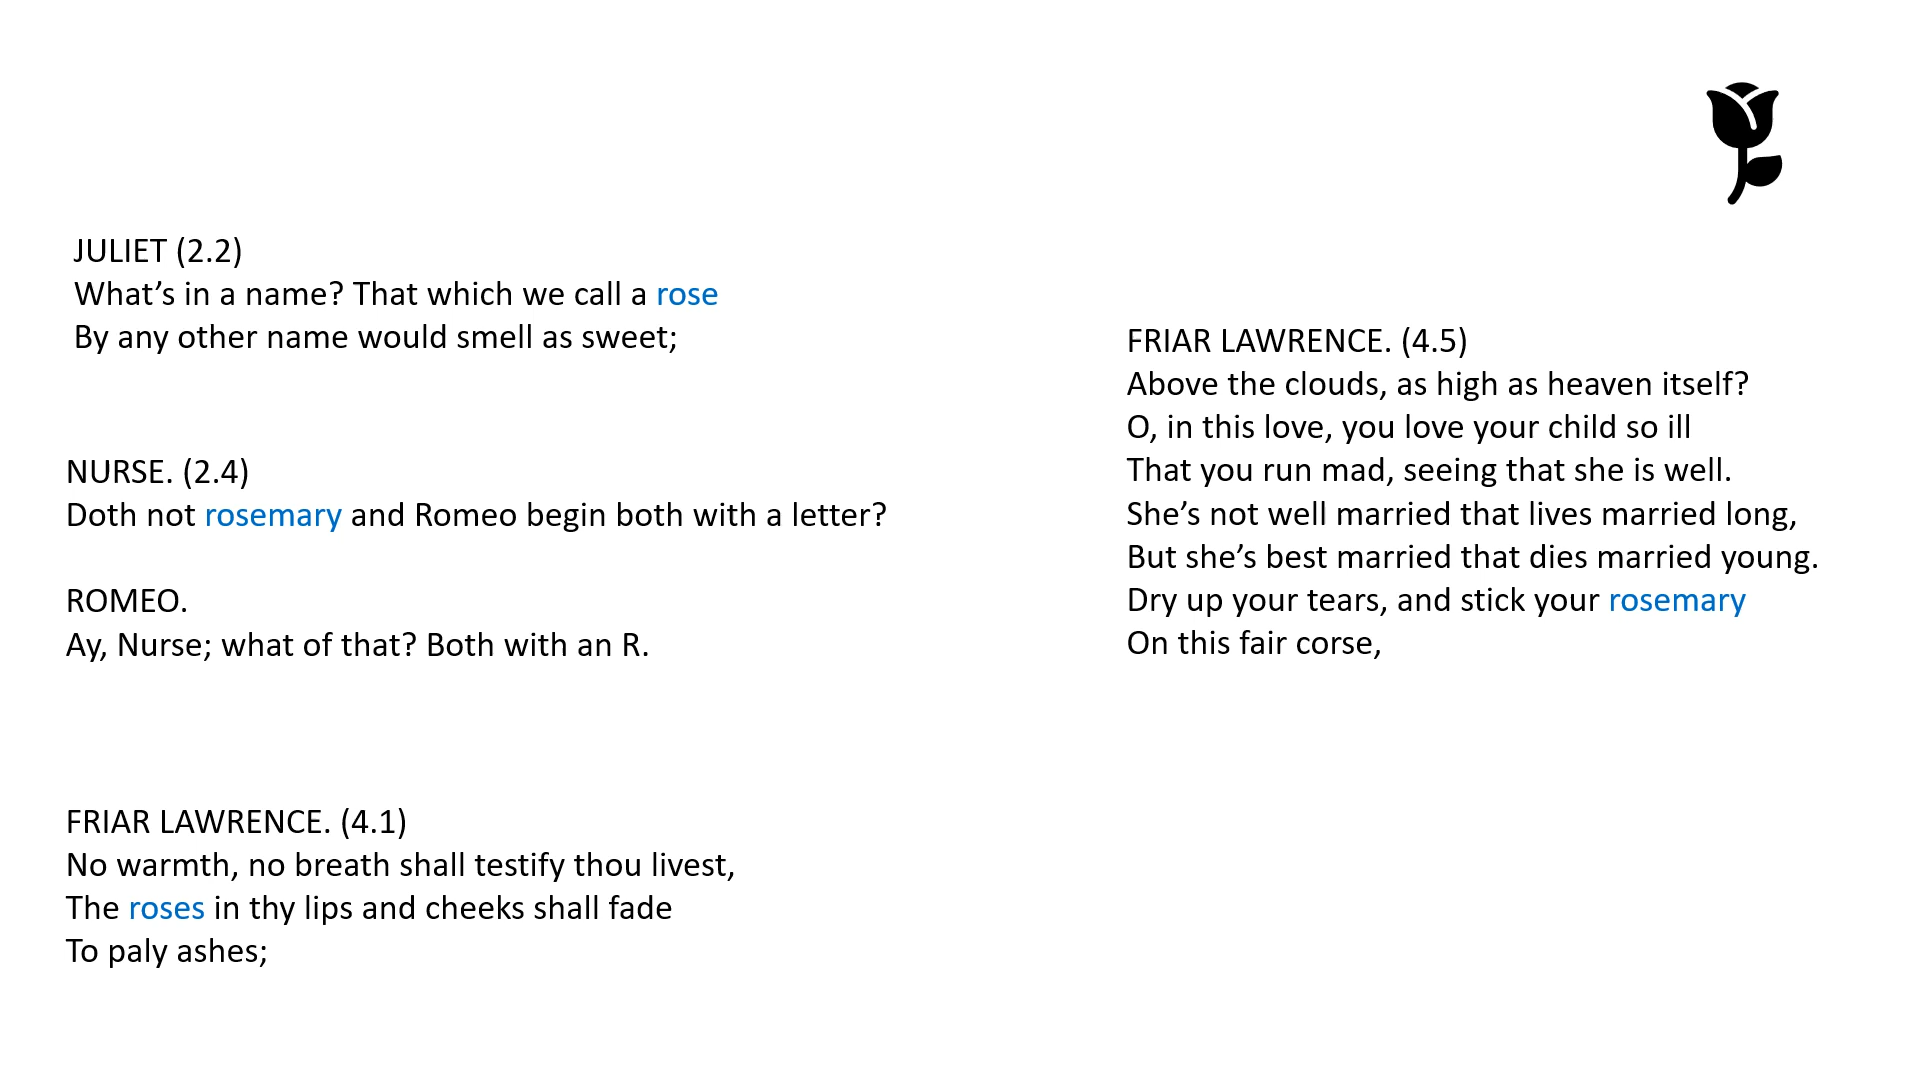 JULIET (2.2)
What’s in a name? That which we call a rose
By any other name would smell as sweet;
NURSE. (2.4)
Doth not rosemary and Romeo begin both with a letter?
ROMEO.
Ay, Nurse; what of that? Both with an R.
FRIAR LAWRENCE. (4.1)
No warmth, no breath shall testify thou livest,
The roses in thy lips and cheeks shall fade
To paly ashes;
FRIAR LAWRENCE. (4.5)
Above the clouds, as high as heaven itself?
O, in this love, you love your child so ill
That you run mad, seeing that she is well.
She’s not well married that lives married long,
But she’s best married that dies married young.
Dry up your tears, and stick your rosemary
On this fair corse,